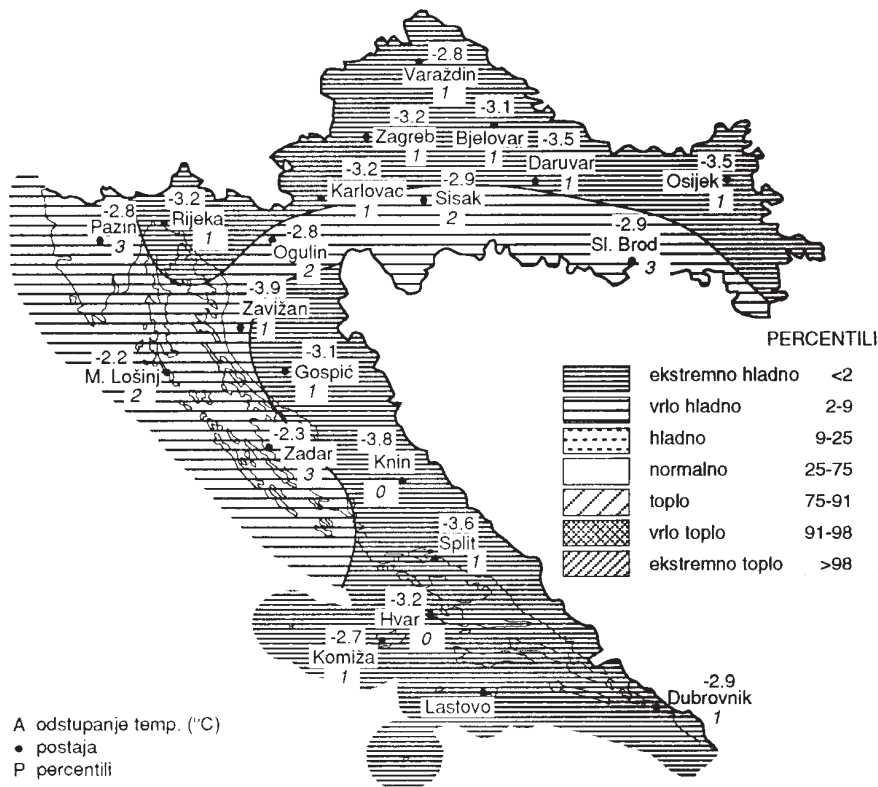 -2.8
Varaždin
1
-3.2
Zagreb
1
-3.1
Bjelovar
1
-3.5
Daruvar
1
-3.5
Osijek
1
-3.2
Karlovac
1
-2.9
Sisak
2
-2.8
Pazin
3
-3.2
Rijeka
1
-2.8
Ogulin
2
-2.9
Sl. Brod
3
-3.9
Zavižan
1
-2.2
M. Lošinj
2
-3.1
Gospić
1
-2.3
Zadar
3
-3.8
Knin
0
-3.6
Split
1
-3.2
Hvar
0
-2.7
Komiža
1
Lastovo
-2.9
Dubrovnik
1
PERCENTILI
ekstremno hladno <2
vrlo hladno 2-9
hladno 9-25
normalno 25-75
toplo 75-91
vrlo toplo 91-98
ekstremno toplo >98
A odstupanje temp. (°C)
• postaja
P percentili